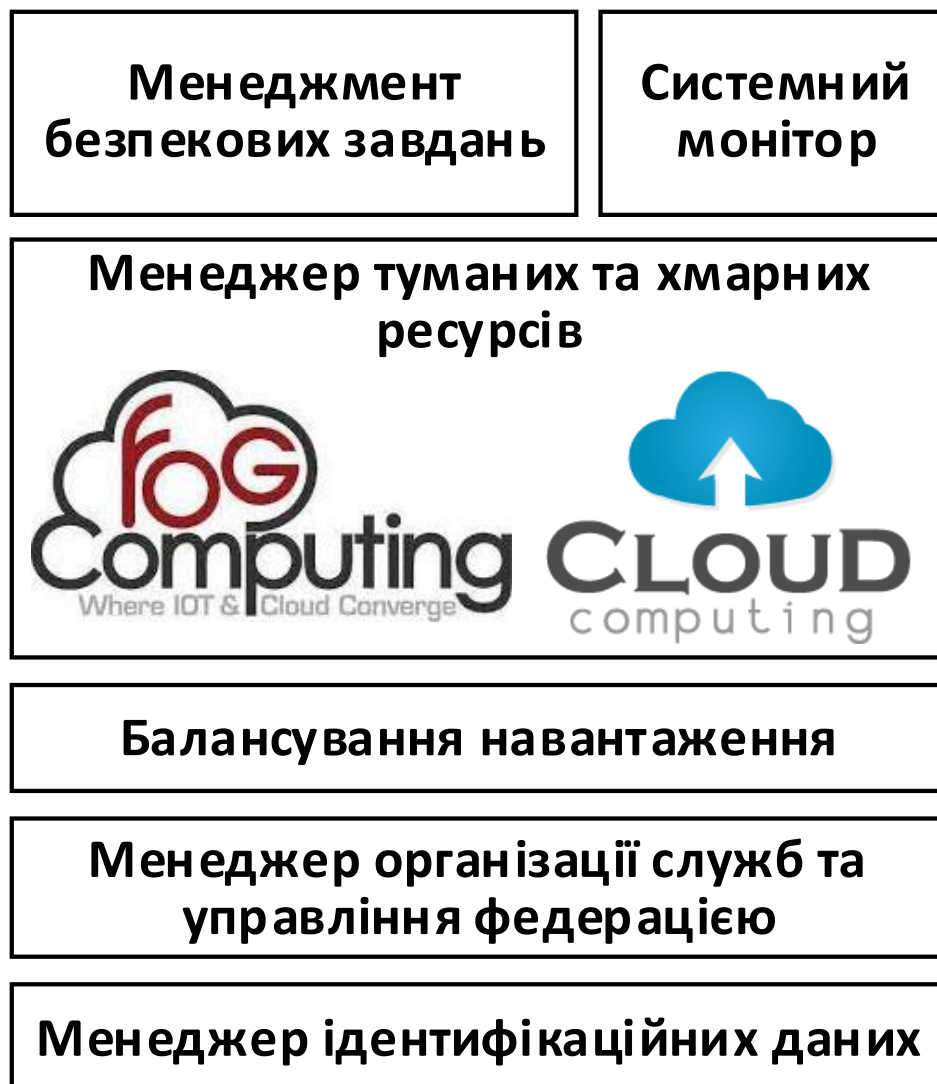 Менеджмент
безпекових завдань
Системний
монітор
Менеджер туманих та хмарних
ресурсів
FOG
Computing
Where IOT & Cloud Converge
CLOUD
computing
Балансування навантаження
Менеджер організації служб та
управління федерацією
Менеджер ідентифікаційних даних